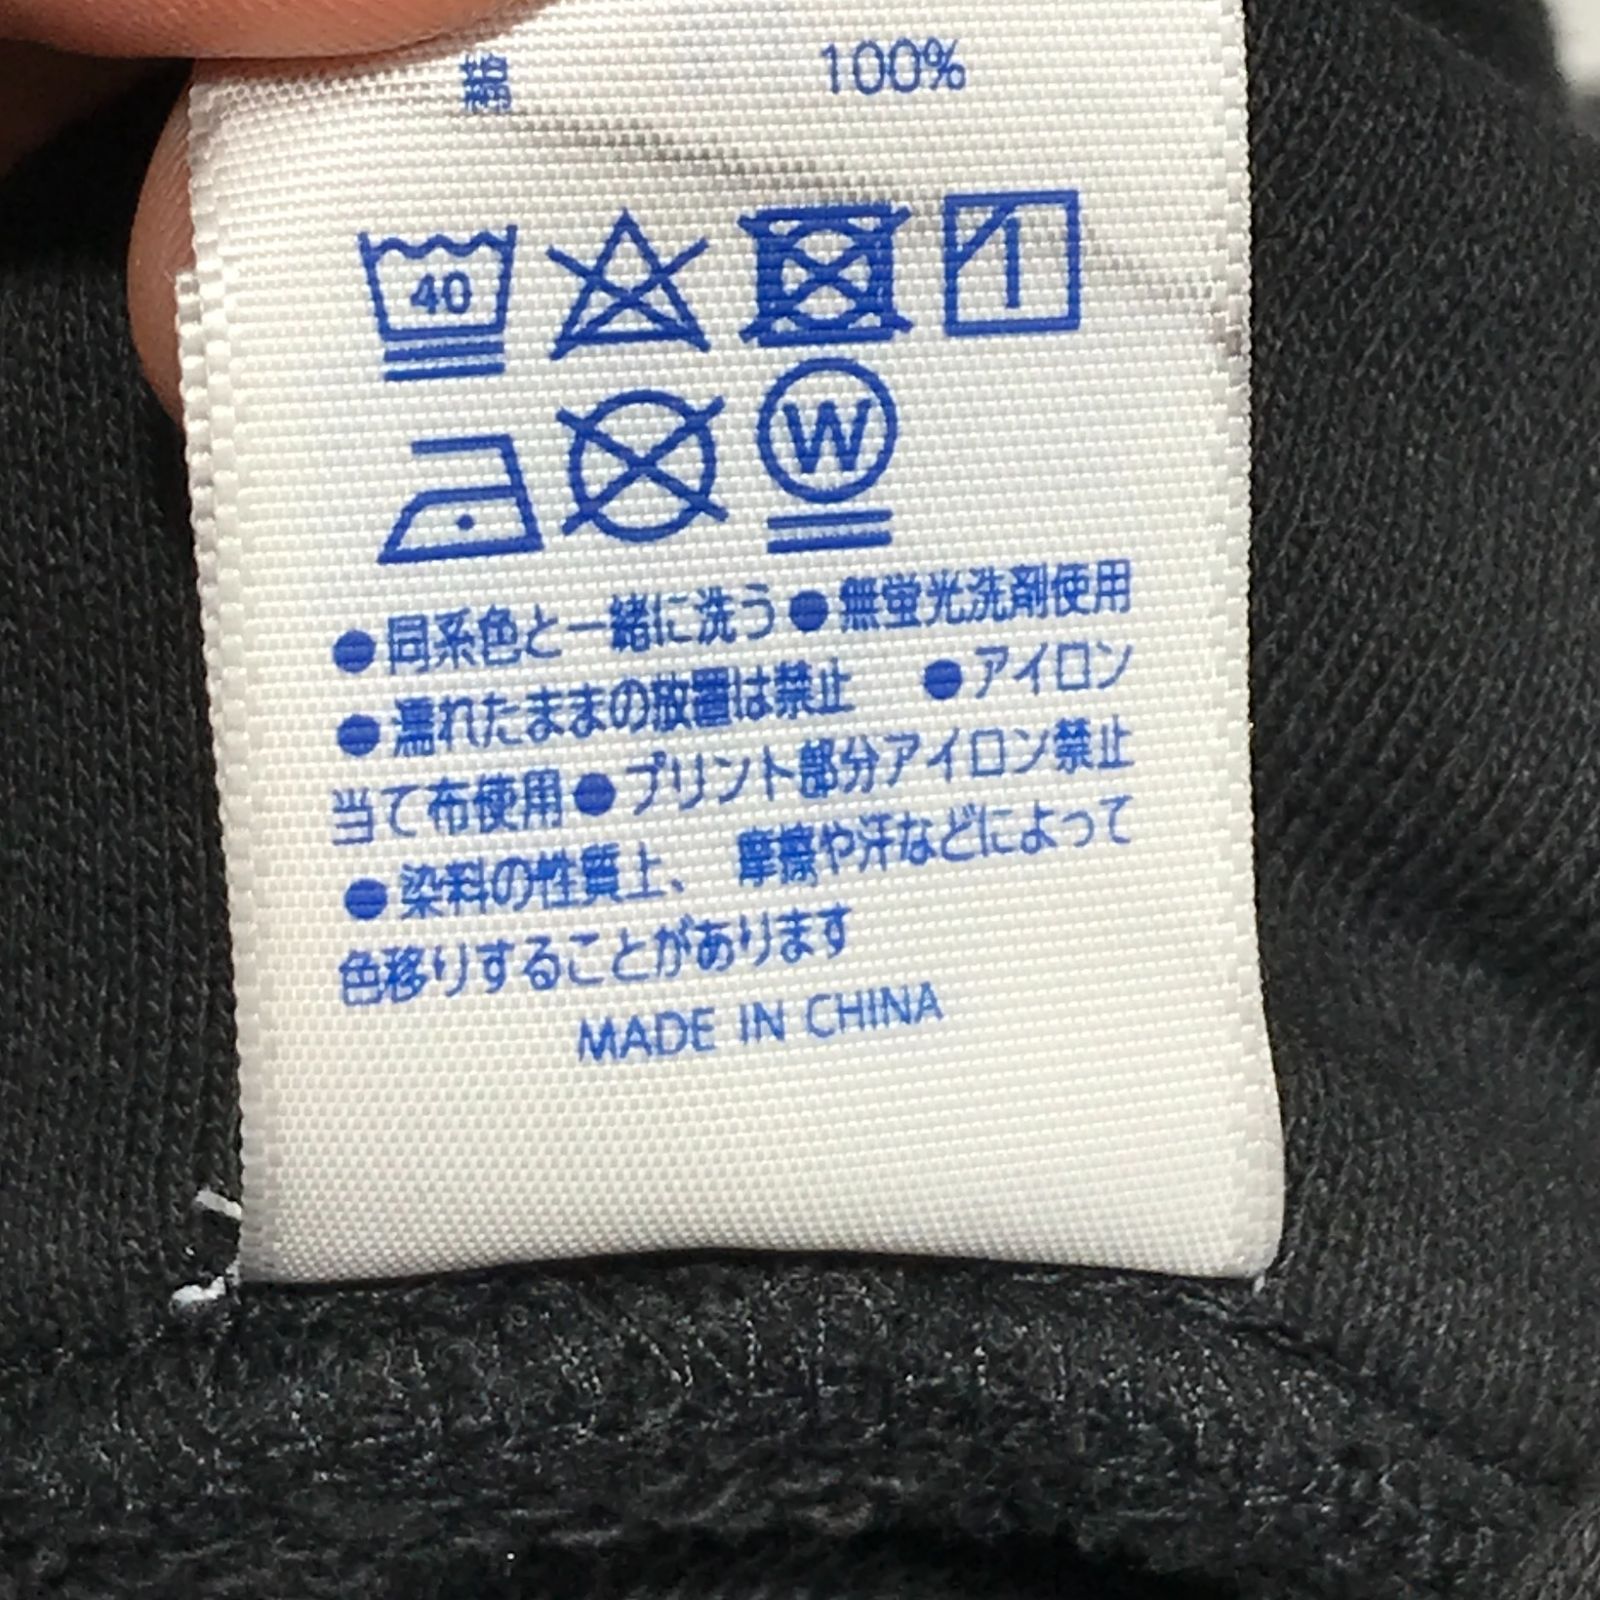 綿 100%
40
W
●同系色と一緒に洗う●無蛍光洗剤使用
●濡れたままの放置は禁止 ●アイロン
当て布使用●プリント部分アイロン禁止
●染料の性質上、摩擦や汗などによって
色移りすることがあります
MADE IN CHINA